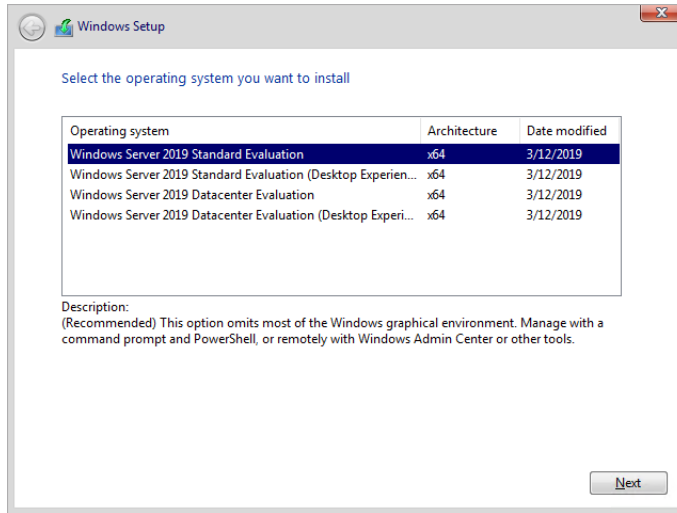 Windows Setup
Select the operating system you want to install
Operating system Architecture Date modified
Windows Server 2019 Standard Evaluation x64 3/12/2019
Windows Server 2019 Standard Evaluation (Desktop Experien... x64 3/12/2019
Windows Server 2019 Datacenter Evaluation x64 3/12/2019
Windows Server 2019 Datacenter Evaluation (Desktop Experi... x64 3/12/2019
Description:
(Recommended) This option omits most of the Windows graphical environment. Manage with a
command prompt and PowerShell, or remotely with Windows Admin Center or other tools.
Next